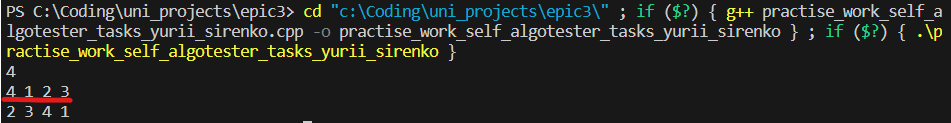 PS C:\Coding\uni_projects\epic3> cd "c:\Coding\uni_projects\epic3\" ; if ($?) { g++ practise_work_self_a
lgotester_tasks_yurii_sirenko.cpp -o practise_work_self_algotester_tasks_yurii_sirenko } ; if ($?) { .\p
ractise_work_self_algotester_tasks_yurii_sirenko }
4
4 1 2 3
2 3 4 1